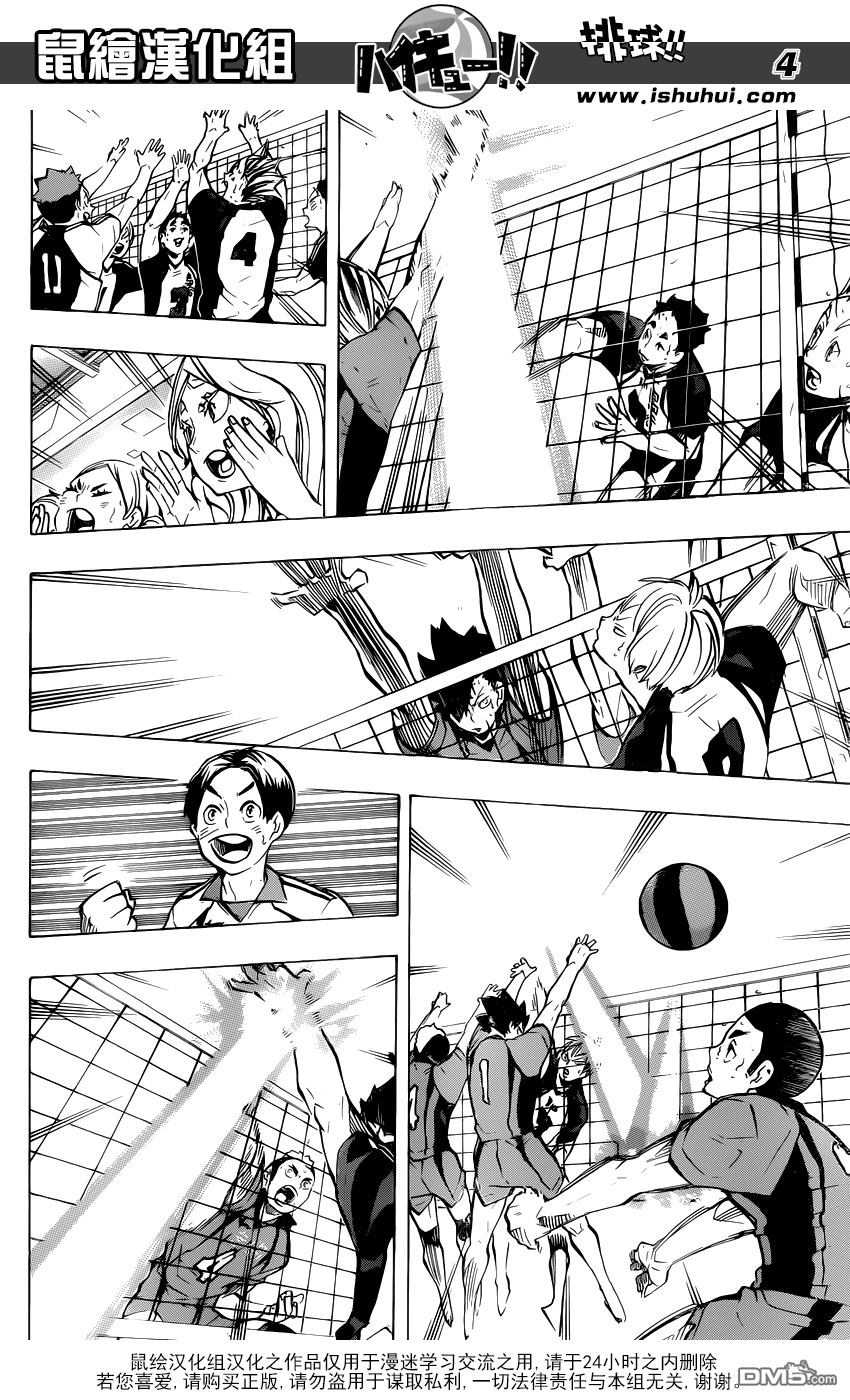 鼠繪漢化組
ハイキュー!!
排球!!
4
www.ishuhui.com
11
4
1
4
鼠绘汉化组汉化之作品仅用于漫迷学习交流之用, 请于24小时之内删除
若您喜爱, 请购买正版, 请勿盗用于谋取私利, 一切法律责任与本组无关, 谢谢。
DM5.com